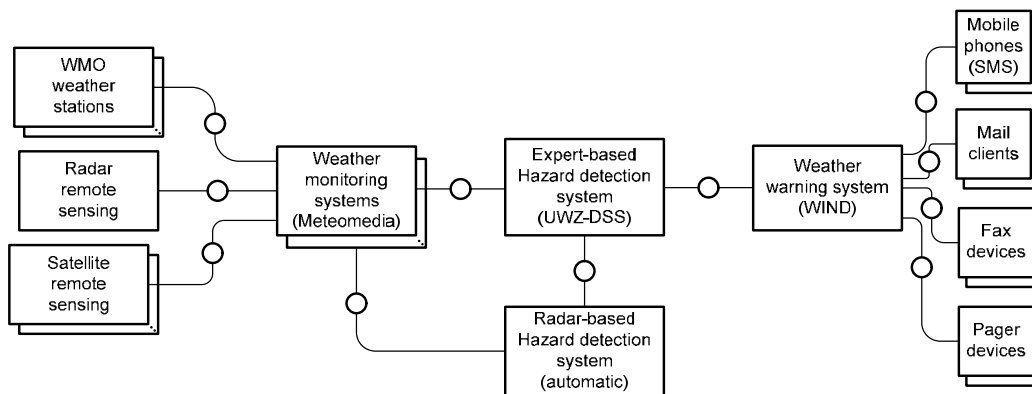 WMO
weather
stations
Radar
remote
sensing
Satellite
remote
sensing
Weather
monitoring
systems
(Meteomedia)
Expert-based
Hazard detection
system
(UWZ-DSS)
Radar-based
Hazard detection
system
(automatic)
Weather
warning system
(WIND)
Mobile
phones
(SMS)
Mail
clients
Fax
devices
Pager
devices